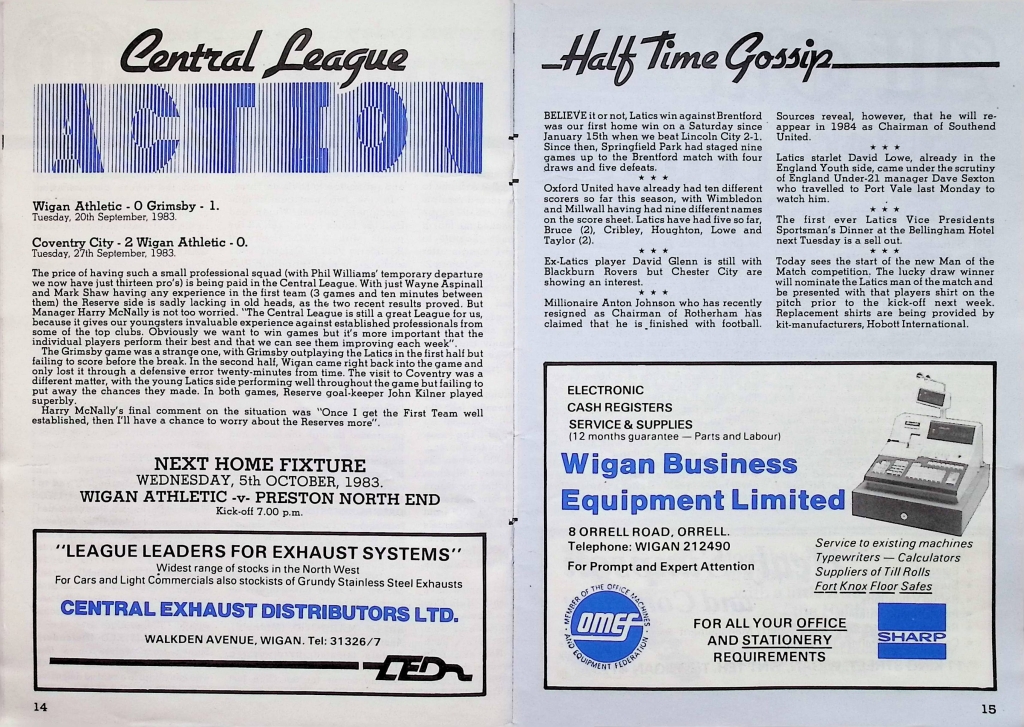 Central League
ACTION
Wigan Athletic - 0 Grimsby - 1.
Tuesday, 20th September, 1983.
Coventry City - 2 Wigan Athletic - 0.
Tuesday, 27th September, 1983.
The price of having such a small professional squad (with Phil Williams' temporary departure
we now have just thirteen pro's) is being paid in the Central League. With just Wayne Aspinall
and Mark Shaw having any experience in the first team (3 games and ten minutes between
them) the Reserve side is sadly lacking in old heads, as the two recent results proved. But
Manager Harry McNally is not too worried. "The Central League is still a great League for us,
because it gives our youngsters invaluable experience against established professionals from
some of the top clubs. Obviously we want to win games but it's more important that the
individual players perform their best and that we can see them improving each week".
The Grimsby game was a strange one, with Grimsby outplaying the Latics in the first half but
failing to score before the break. In the second half, Wigan came right back into the game and
only lost it through a defensive error twenty-minutes from time. The visit to Coventry was a
different matter, with the young Latics side performing well throughout the game but failing to
put away the chances they made. In both games, Reserve goal-keeper John Kilner played
superbly.
Harry McNally's final comment on the situation was "Once I get the First Team well
established, then I'll have a chance to worry about the Reserves more".
NEXT HOME FIXTURE
WEDNESDAY, 5th OCTOBER, 1983.
WIGAN ATHLETIC -v- PRESTON NORTH END
Kick-off 7.00 p.m.
"LEAGUE LEADERS FOR EXHAUST SYSTEMS"
Widest range of stocks in the North West
For Cars and Light Commercials also stockists of Grundy Stainless Steel Exhausts
CENTRAL EXHAUST DISTRIBUTORS LTD.
WALKDEN AVENUE, WIGAN. Tel: 31326/7
CED
14
Half Time Gossip
BELIEVE it or not, Latics win against Brentford
was our first home win on a Saturday since
January 15th when we beat Lincoln City 2-1.
Since then, Springfield Park had staged nine
games up to the Brentford match with four
draws and five defeats.
★ ★ ★
Oxford United have already had ten different
scorers so far this season, with Wimbledon
and Millwall having had nine different names
on the score sheet. Latics have had five so far,
Bruce (2), Cribley, Houghton, Lowe and
Taylor (2).
★ ★ ★
Ex-Latics player David Glenn is still with
Blackburn Rovers but Chester City are
showing an interest.
★ ★ ★
Millionaire Anton Johnson who has recently
resigned as Chairman of Rotherham has
claimed that he is finished with football.
Sources reveal, however, that he will re-
appear in 1984 as Chairman of Southend
United.
★ ★ ★
Latics starlet David Lowe, already in the
England Youth side, came under the scrutiny
of England Under-21 manager Dave Sexton
who travelled to Port Vale last Monday to
watch him.
★ ★ ★
The first ever Latics Vice Presidents
Sportsman's Dinner at the Bellingham Hotel
next Tuesday is a sell out.
★ ★ ★
Today sees the start of the new Man of the
Match competition. The lucky draw winner
will nominate the Latics man of the match and
be presented with that players shirt on the
pitch prior to the kick-off next week.
Replacement shirts are being provided by
kit-manufacturers, Hobott International.
ELECTRONIC
CASH REGISTERS
SERVICE & SUPPLIES
(12 months guarantee — Parts and Labour)
Wigan Business
Equipment Limited
8 ORRELL ROAD, ORRELL.
Telephone: WIGAN 212490
For Prompt and Expert Attention
Service to existing machines
Typewriters — Calculators
Suppliers of Till Rolls
Fort Knox Floor Safes
MEMBER OF THE OFFICE MACHINES
AND EQUIPMENT FEDERATION
OMEF
FOR ALL YOUR OFFICE
AND STATIONERY
REQUIREMENTS
SHARP
15